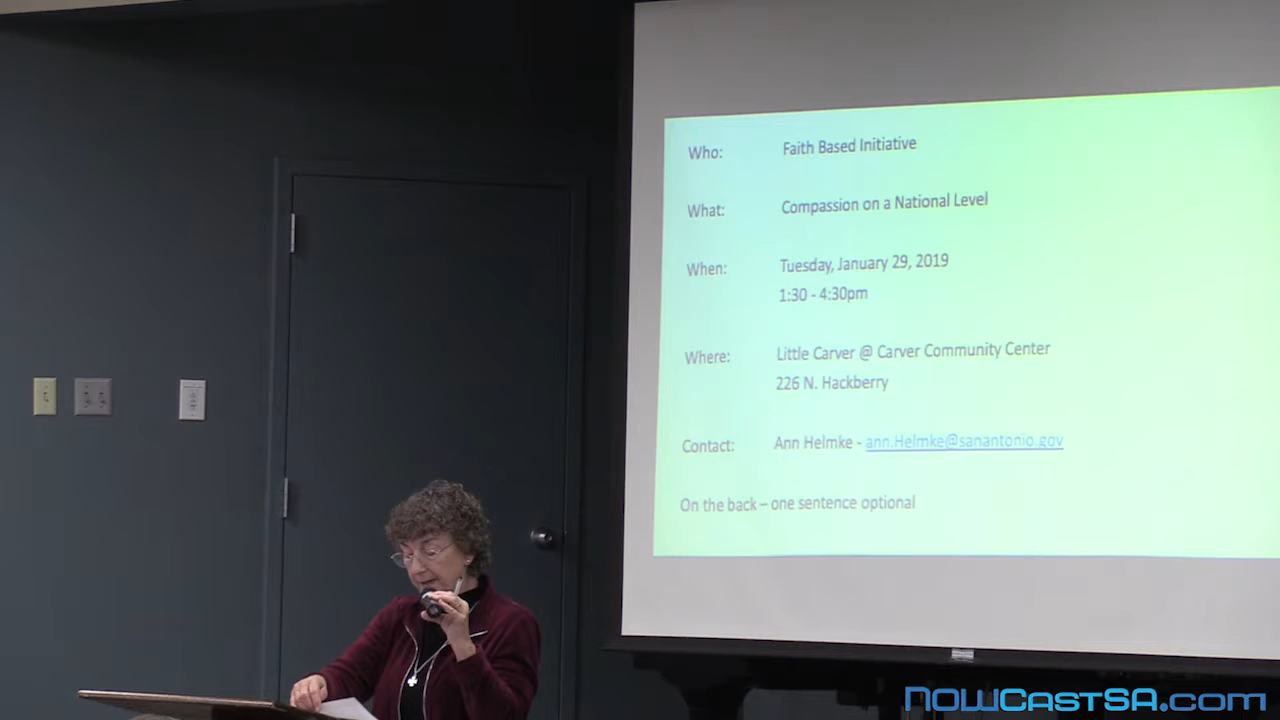 Who: Faith Based Initiative
What: Compassion on a National Level
When: Tuesday, January 29, 2019
1:30 - 4:30pm
Where: Little Carver @ Carver Community Center
226 N. Hackberry
Contact: Ann Helmke - ann.Helmke@sanantonio.gov
On the back – one sentence optional
NOWCASTSA.com